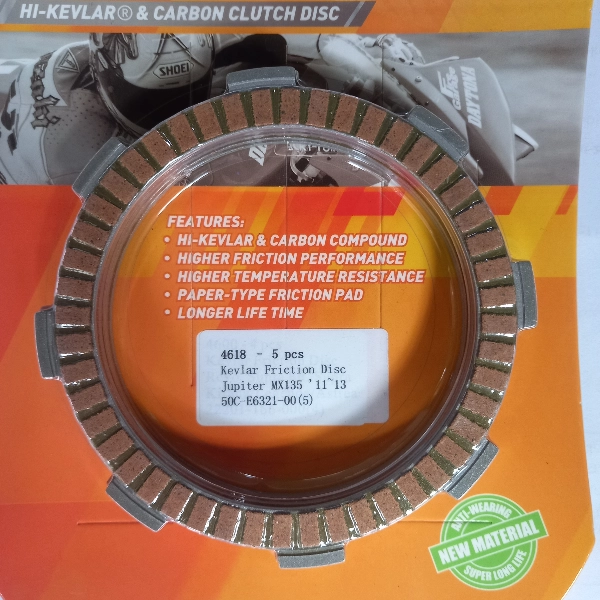 HI-KEVLAR® & CARBON CLUTCH DISC
SHOEI
DAYTONA
FEATURES:
• HI-KEVLAR & CARBON COMPOUND
• HIGHER FRICTION PERFORMANCE
• HIGHER TEMPERATURE RESISTANCE
• PAPER-TYPE FRICTION PAD
• LONGER LIFE TIME
4618 - 5 pcs
Kevlar Friction Disc
Jupiter MX135 '11~13
50C-E6321-00(5)
ANTI-WEARING
NEW MATERIAL
SUPER LONG LIFE